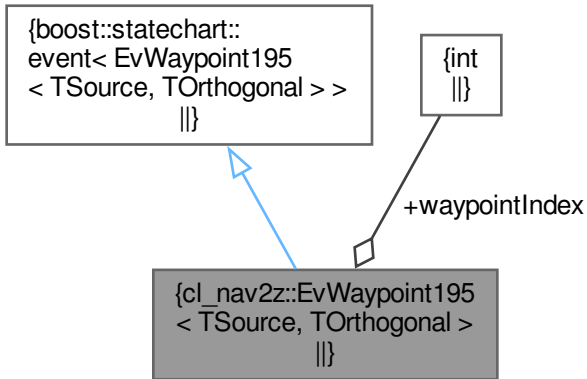 {boost::statechart::
event< EvWaypoint195
< TSource, TOrthogonal > >
||}
{int
||}
+waypointIndex
{cl_nav2z::EvWaypoint195
< TSource, TOrthogonal >
||}